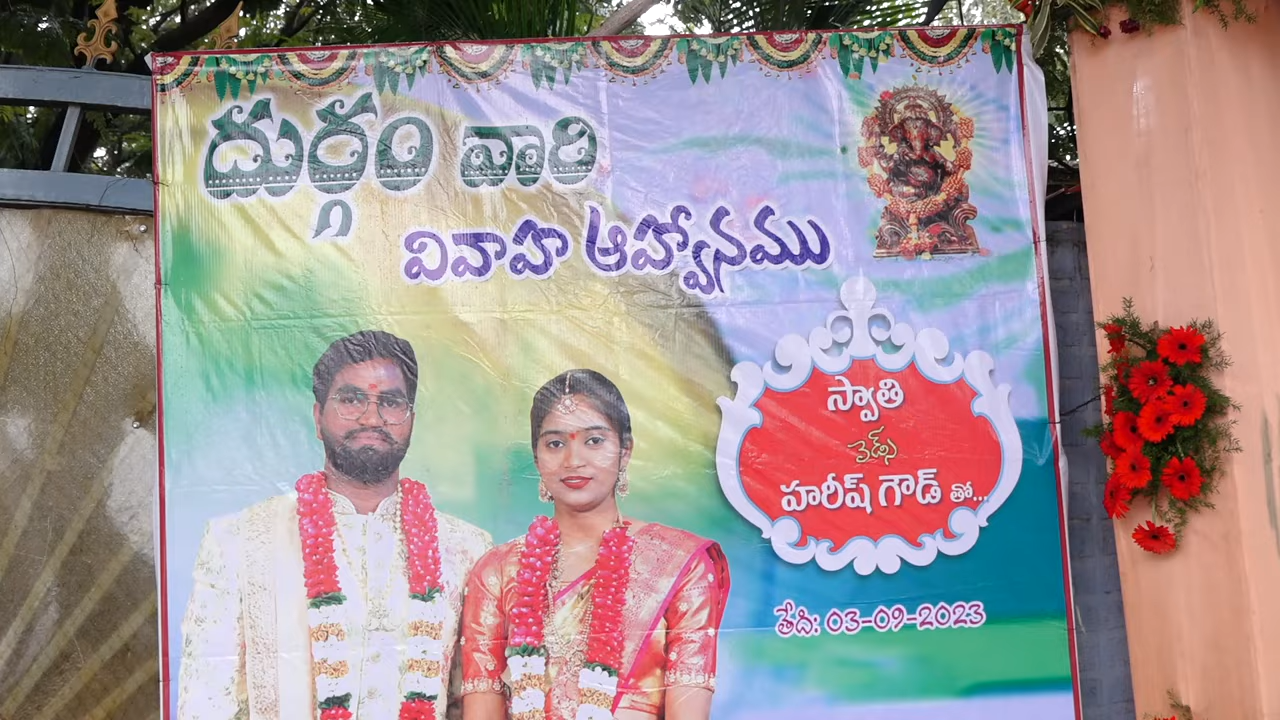 దుర్గం వారి
వివాహ ఆహ్వానము
స్వాతి
వెడ్స్
హరీష్ గౌడ్ తో...
తేది: 03-09-2023